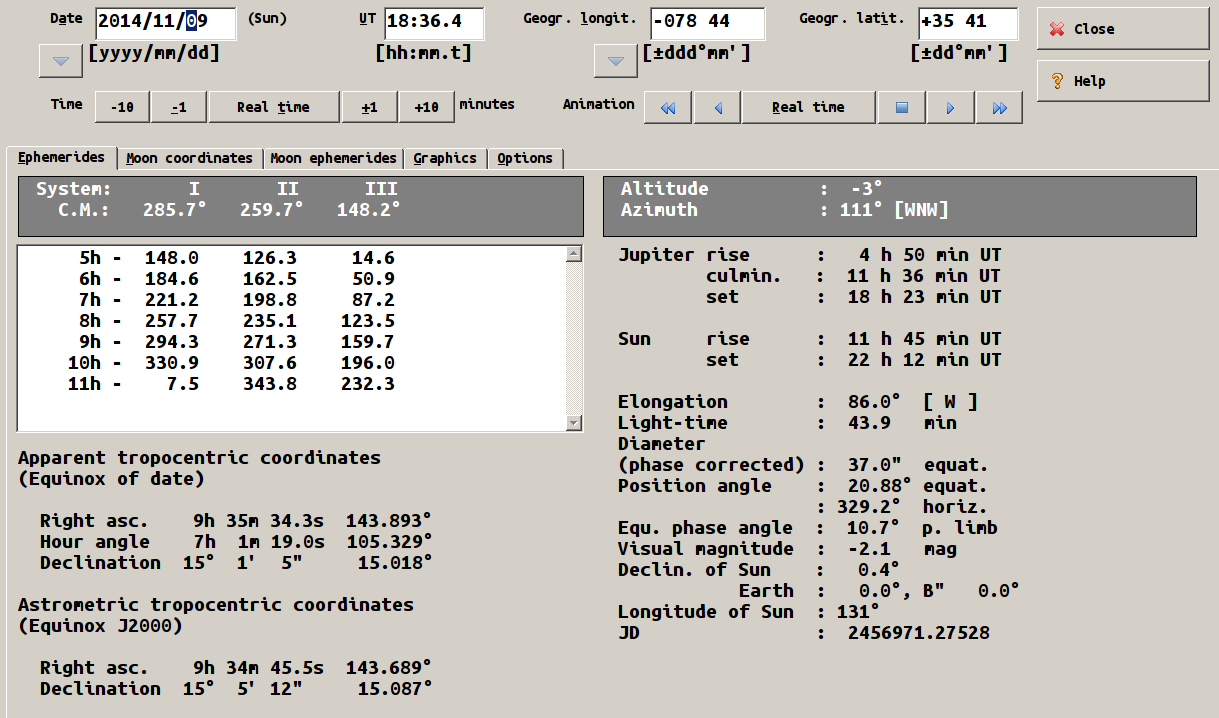 Date 2014/11/09 (Sun) UT 18:36.4 Geogr. longit. -078 44 Geogr. latit. +35 41 Close
[yyyy/mm/dd] [hh:mm.t] [±ddd°mm'] [±dd°mm']
Help
Time -10 -1 Real time +1 +10 minutes Animation Real time
Ephemerides Moon coordinates Moon ephemerides Graphics Options
System: I II III
C.M.: 285.7° 259.7° 148.2°
5h - 148.0 126.3 14.6
6h - 184.6 162.5 50.9
7h - 221.2 198.8 87.2
8h - 257.7 235.1 123.5
9h - 294.3 271.3 159.7
10h - 330.9 307.6 196.0
11h - 7.5 343.8 232.3
Apparent tropocentric coordinates
(Equinox of date)
Right asc. 9h 35m 34.3s 143.893°
Hour angle 7h 1m 19.0s 105.329°
Declination 15° 1' 5" 15.018°
Astrometric tropocentric coordinates
(Equinox J2000)
Right asc. 9h 34m 45.5s 143.689°
Declination 15° 5' 12" 15.087°
Altitude : -3°
Azimuth : 111° [WNW]
Jupiter rise : 4 h 50 min UT
culmin. : 11 h 36 min UT
set : 18 h 23 min UT
Sun rise : 11 h 45 min UT
set : 22 h 12 min UT
Elongation : 86.0° [ W ]
Light-time : 43.9 min
Diameter
(phase corrected) : 37.0" equat.
Position angle : 20.88° equat.
: 329.2° horiz.
Equ. phase angle : 10.7° p. limb
Visual magnitude : -2.1 mag
Declin. of Sun : 0.4°
Earth : 0.0°, B" 0.0°
Longitude of Sun : 131°
JD : 2456971.27528